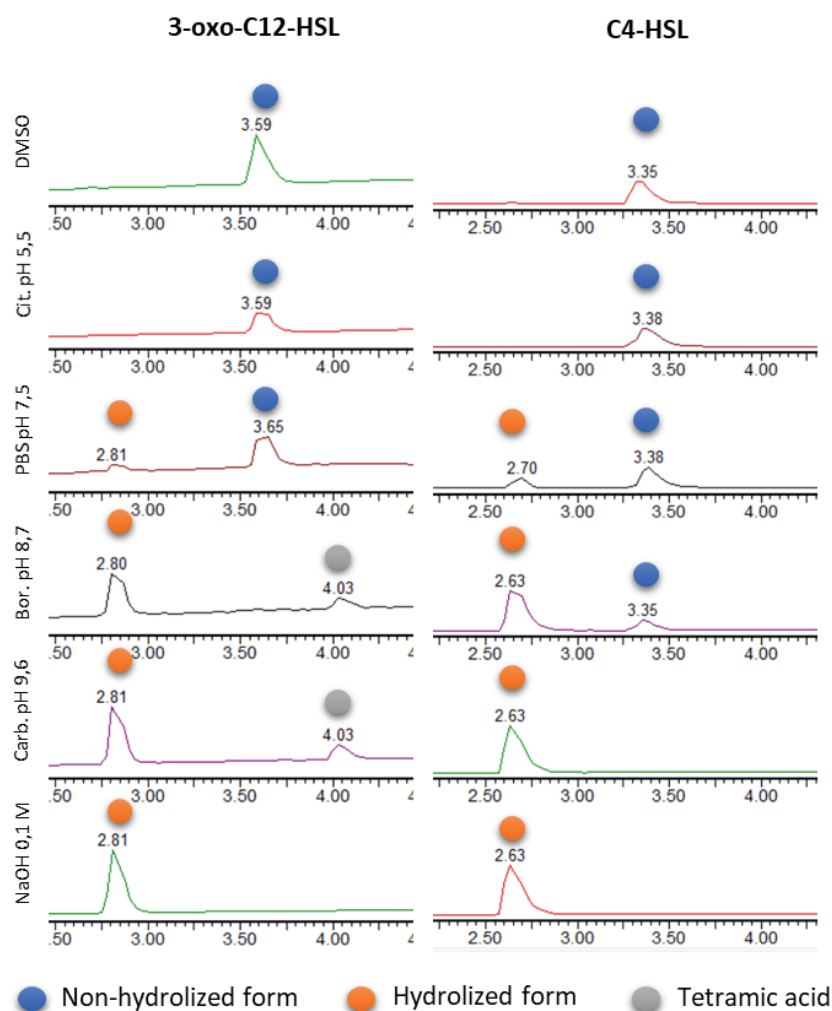 3-oxo-C12-HSL C4-HSL
DMSO
3.59 3.35
.50 3.00 3.50 4.00 4 2.50 3.00 3.50 4.00
Cit. pH 5,5
3.59 3.38
.50 3.00 3.50 4.00 4 2.50 3.00 3.50 4.00
PBS pH 7,5
2.81 3.65 2.70 3.38
.50 3.00 3.50 4.00 4 2.50 3.00 3.50 4.00
Bor. pH 8,7
2.80 4.03 2.63 3.35
.50 3.00 3.50 4.00 4 2.50 3.00 3.50 4.00
Carb. pH 9,6
2.81 4.03 2.63
.50 3.00 3.50 4.00 4 2.50 3.00 3.50 4.00
NaOH 0,1 M
2.81 2.63
.50 3.00 3.50 4.00 4 2.50 3.00 3.50 4.00
Non-hydrolized form Hydrolized form Tetramic acid